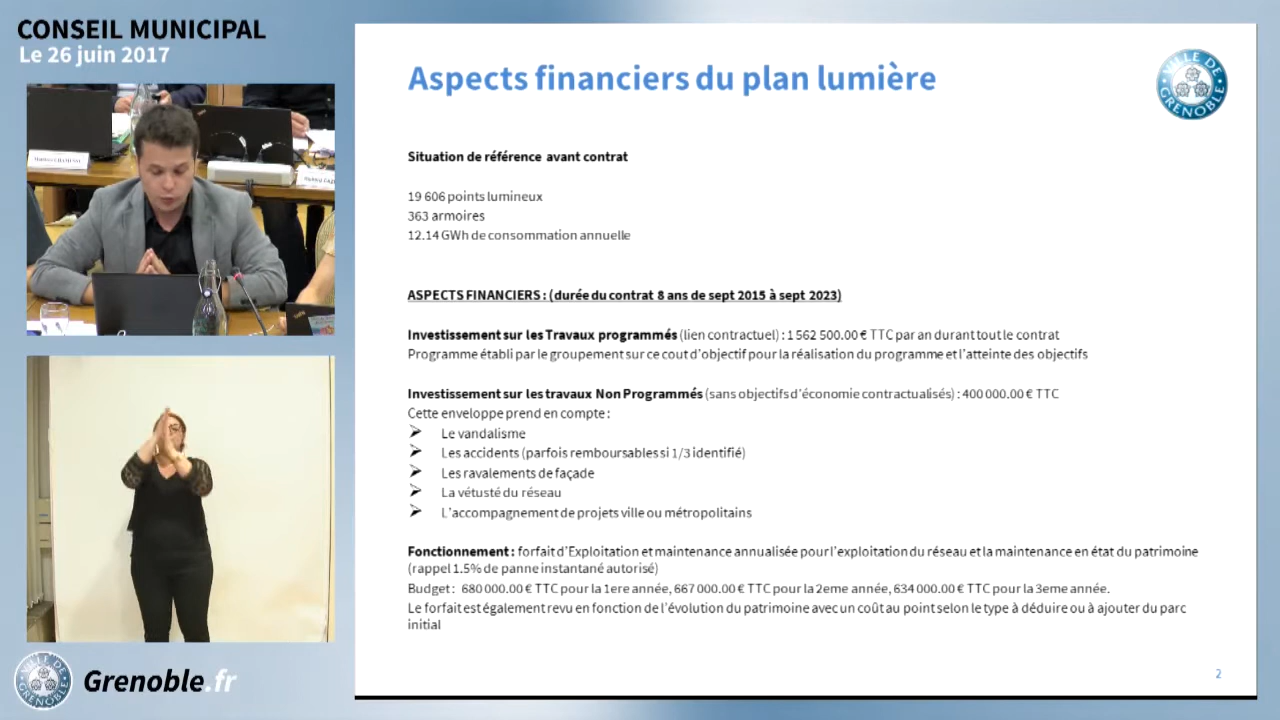 CONSEIL MUNICIPAL
Le 26 juin 2017
Aspects financiers du plan lumière
VILLE DE GRENOBLE
Situation de référence avant contrat
19 606 points lumineux
363 armoires
12.14 GWh de consommation annuelle
ASPECTS FINANCIERS : (durée du contrat 8 ans de sept 2015 à sept 2023)
Investissement sur les Travaux programmés (lien contractuel) : 1 562 500.00 € TTC par an durant tout le contrat
Programme établi par le groupement sur ce cout d'objectif pour la réalisation du programme et l'atteinte des objectifs
Investissement sur les travaux Non Programmés (sans objectifs d'économie contractualisés) : 400 000.00 € TTC
Cette enveloppe prend en compte :
➢ Le vandalisme
➢ Les accidents (parfois remboursables si 1/3 identifié)
➢ Les ravalements de façade
➢ La vétusté du réseau
➢ L'accompagnement de projets ville ou métropolitains
Fonctionnement : forfait d'Exploitation et maintenance annualisée pour l'exploitation du réseau et la maintenance en état du patrimoine
(rappel 1.5% de panne instantané autorisé)
Budget : 680 000.00 € TTC pour la 1ere année, 667 000.00 € TTC pour la 2eme année, 634 000.00 € TTC pour la 3eme année.
Le forfait est également revu en fonction de l'évolution du patrimoine avec un coût au point selon le type à déduire ou à ajouter du parc
initial
2
VILLE DE GRENOBLE
Grenoble.fr